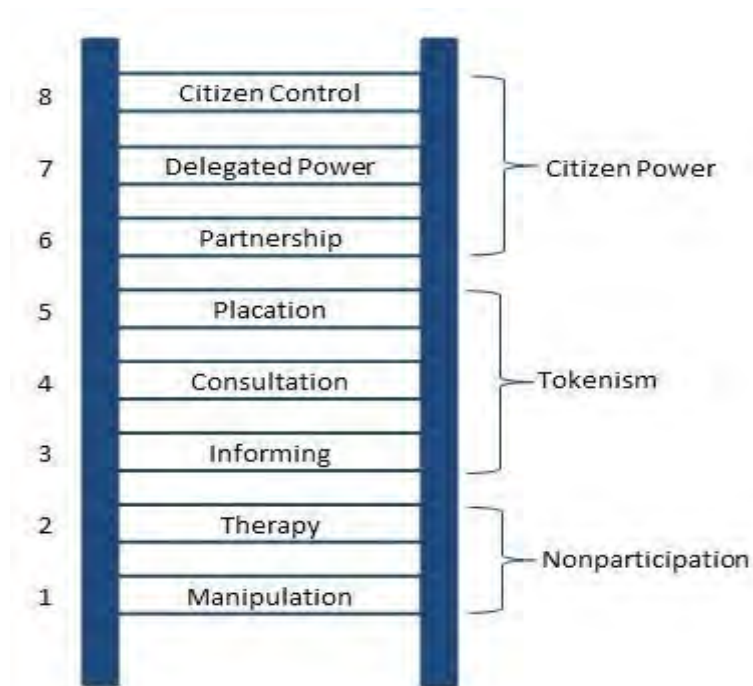 8 Citizen Control
7 Delegated Power
Citizen Power
6 Partnership
5 Placation
4 Consultation
Tokenism
3 Informing
2 Therapy
Nonparticipation
1 Manipulation